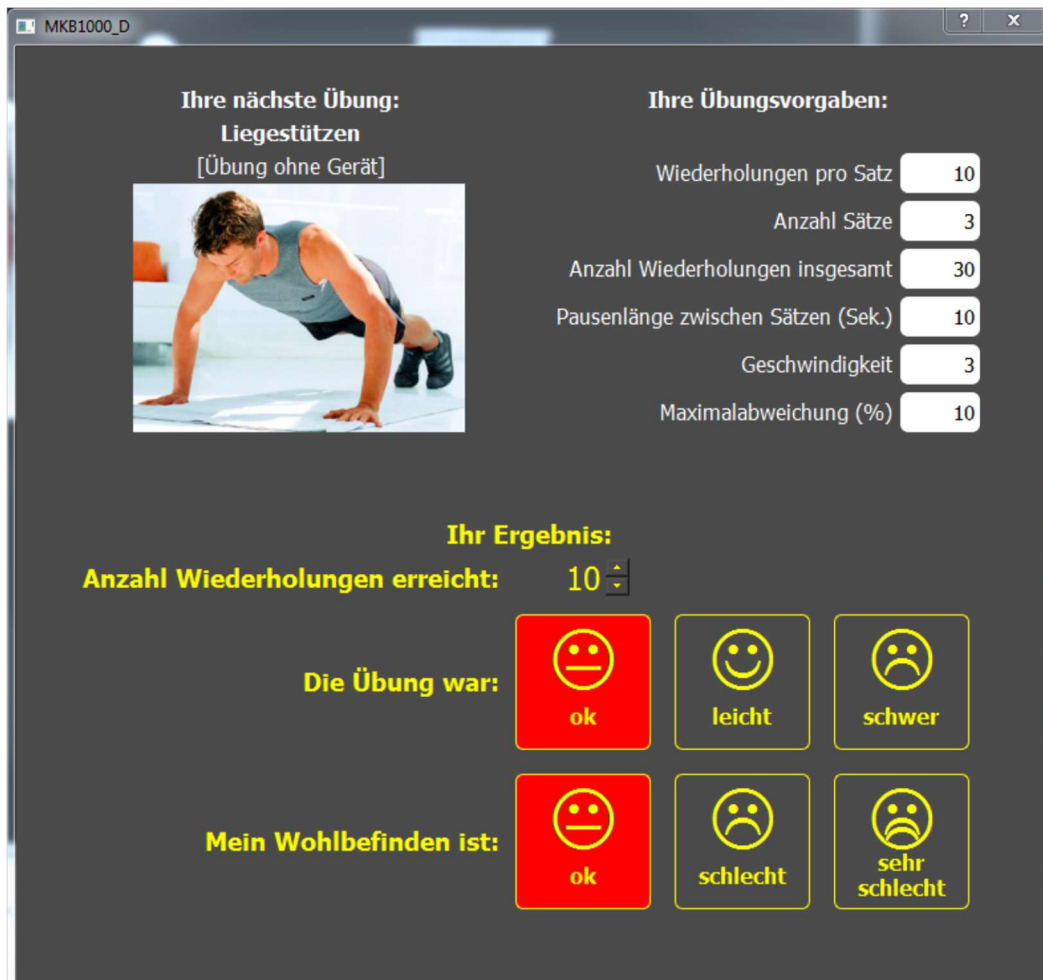 MKB1000_D
Ihre nächste Übung:
Liegestützen
[Übung ohne Gerät]
Ihre Übungsvorgaben:
Wiederholungen pro Satz 10
Anzahl Sätze 3
Anzahl Wiederholungen insgesamt 30
Pausenlänge zwischen Sätzen (Sek.) 10
Geschwindigkeit 3
Maximalabweichung (%) 10
Ihr Ergebnis:
Anzahl Wiederholungen erreicht: 10
Die Übung war:
ok leicht schwer
Mein Wohlbefinden ist:
ok schlecht sehr
schlecht